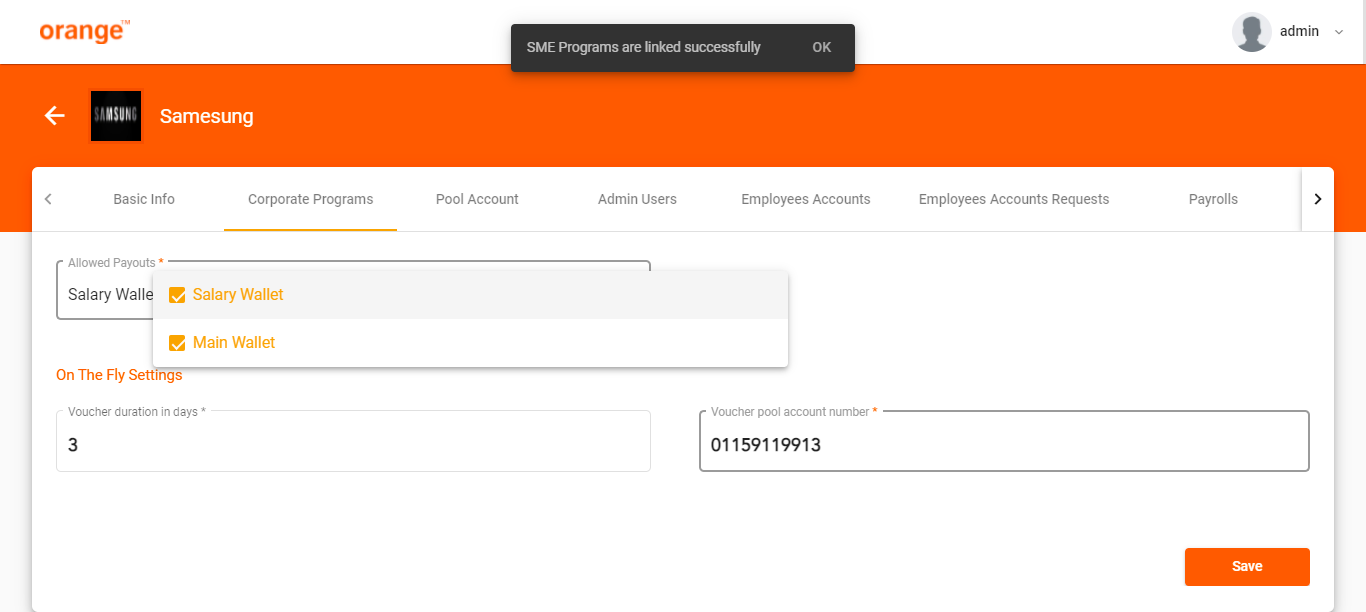 orange™
SME Programs are linked successfully OK
admin
SAMSUNG
Samesung
Basic Info Corporate Programs Pool Account Admin Users Employees Accounts Employees Accounts Requests Payrolls
Allowed Payouts *
Salary Walle
Salary Wallet
Main Wallet
On The Fly Settings
Voucher duration in days * Voucher pool account number *
3 01159119913
Save